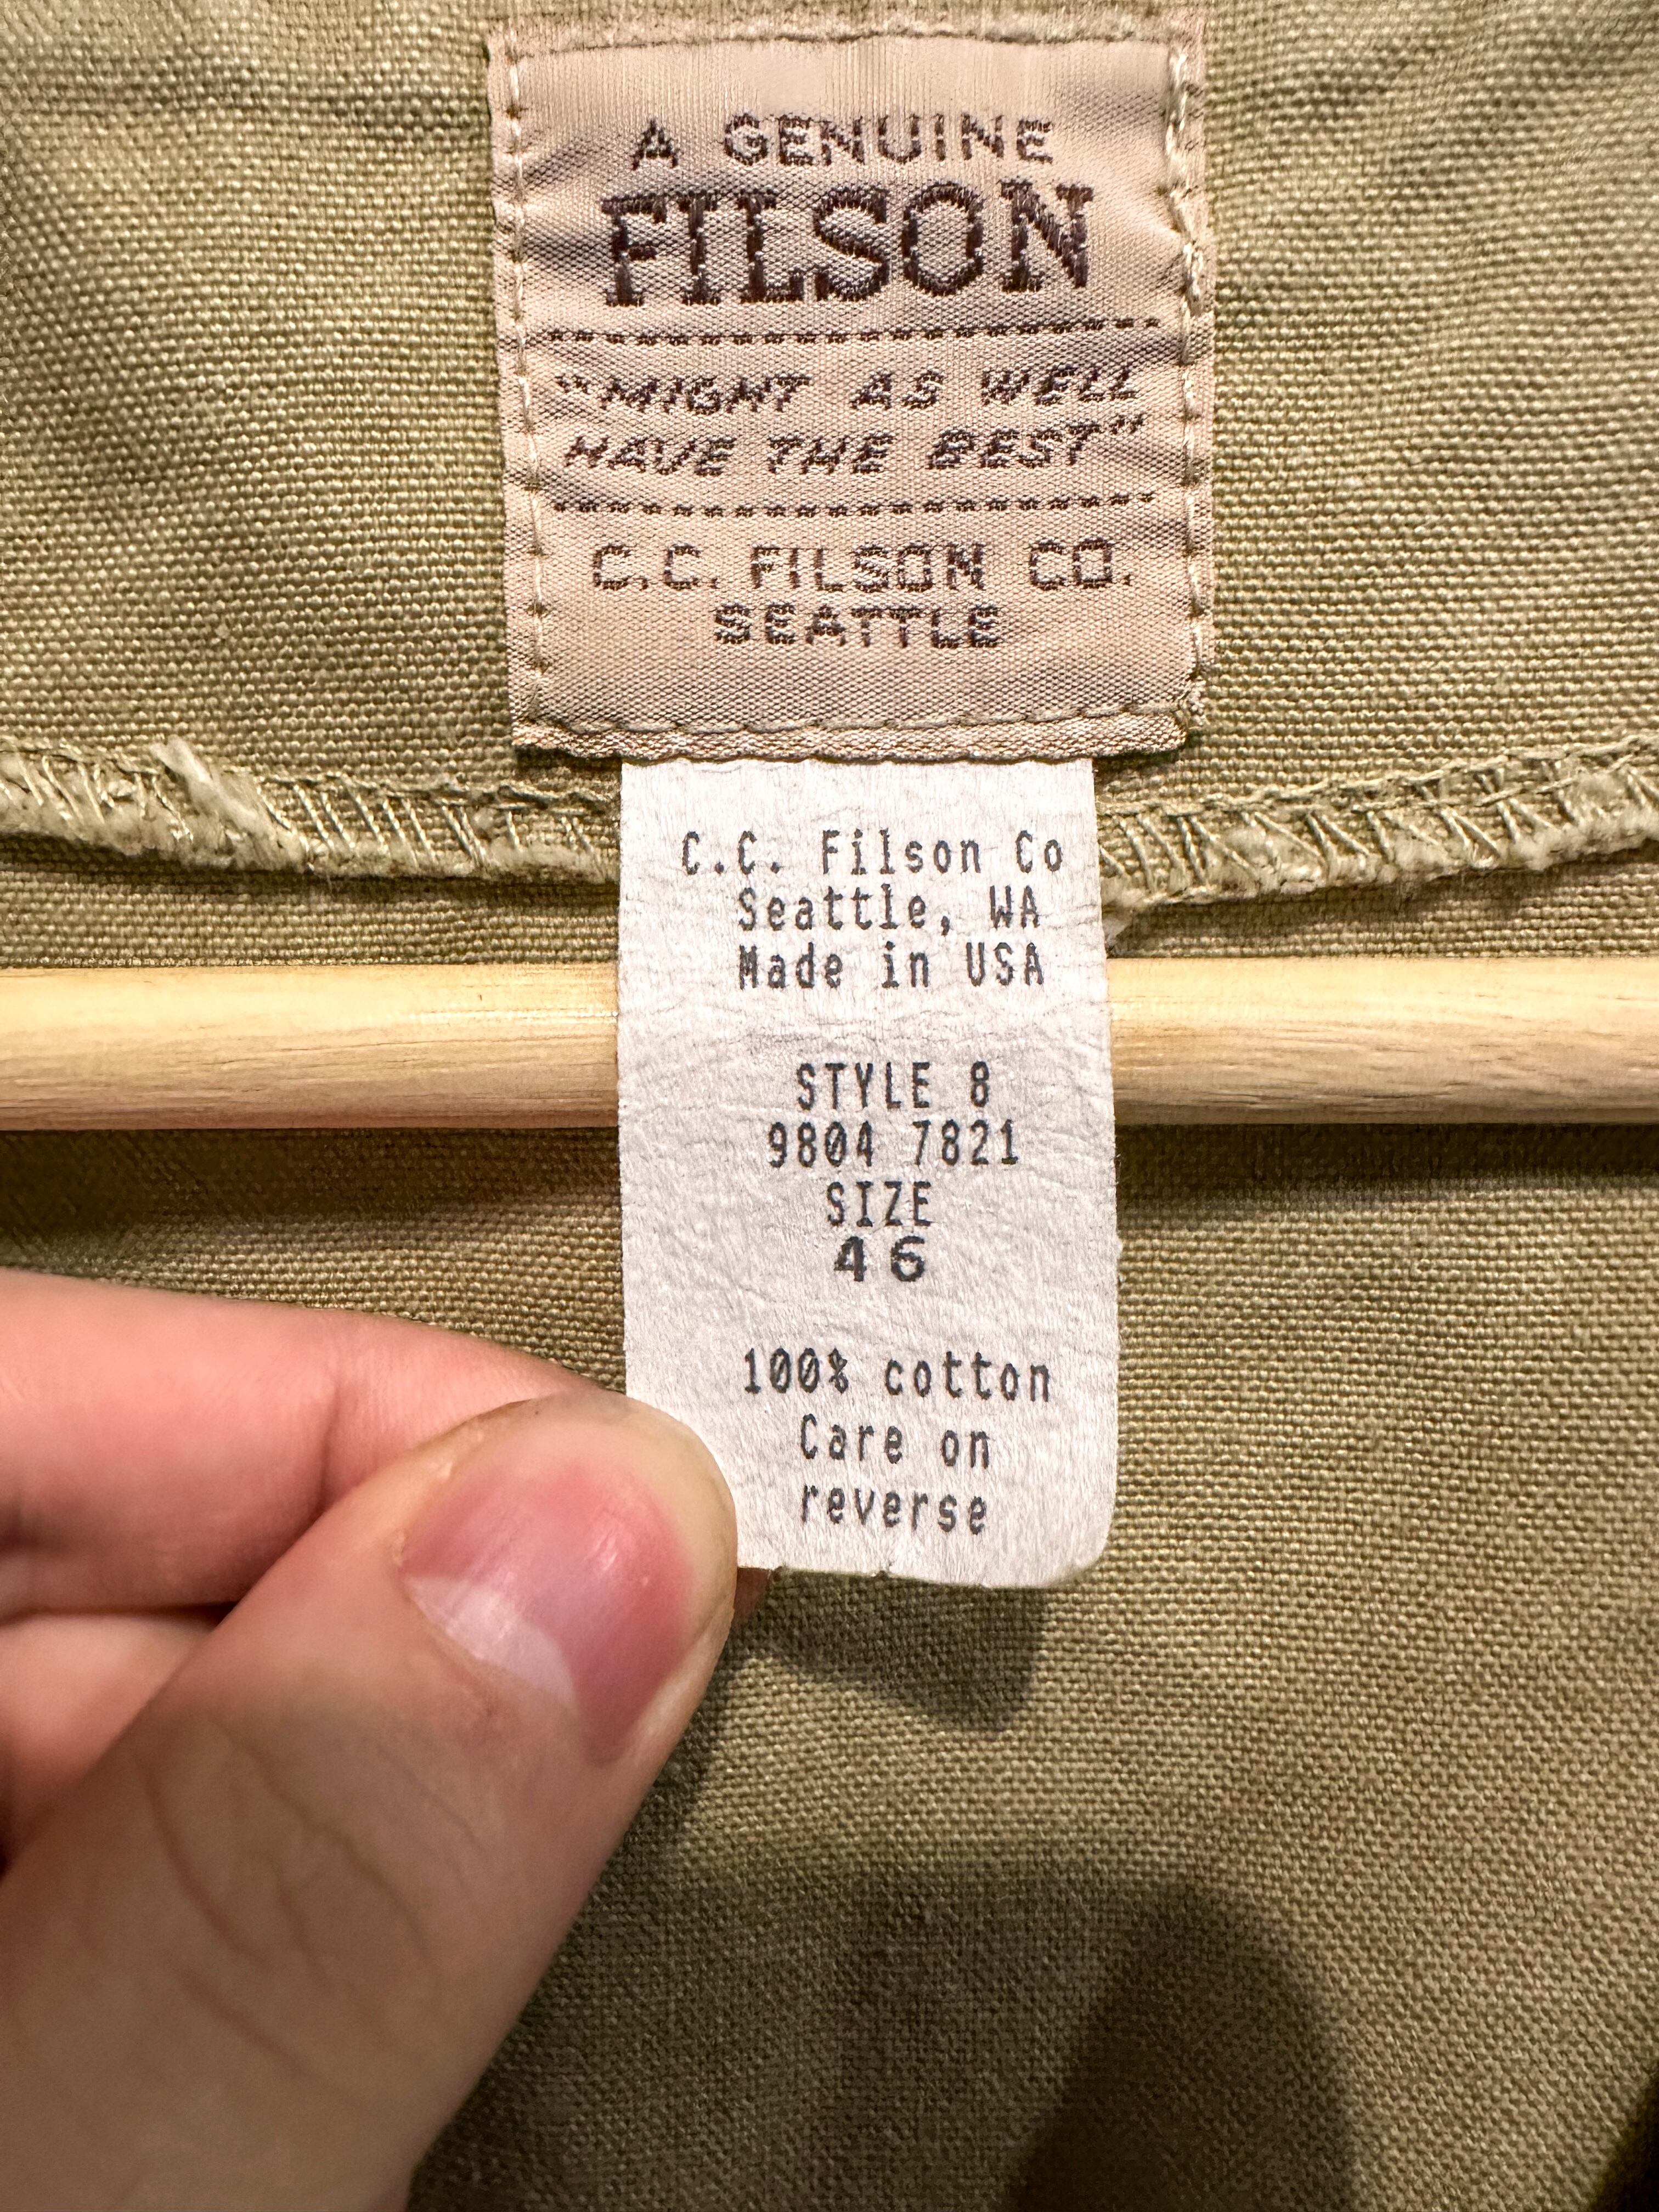 A GENUINE
FILSON
"MIGHT AS WELL
HAVE THE BEST"
C.C. FILSON CO.
SEATTLE
C.C. Filson Co
Seattle, WA
Made in USA
STYLE 8
9804 7821
SIZE
46
100% cotton
Care on
reverse